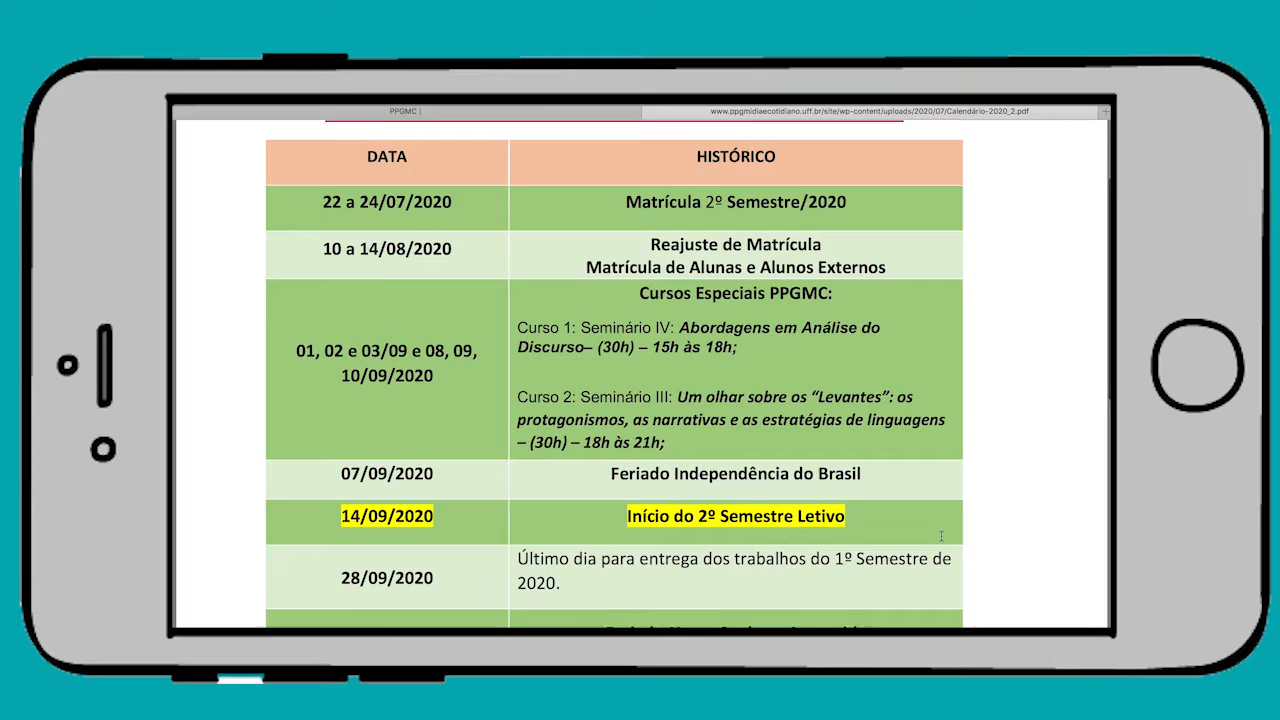 PPGMC |
www.ppgmidiaecotidiano.uff.br/site/wp-content/uploads/2020/07/Calendário-2020_2.pdf
DATA
HISTÓRICO
22 a 24/07/2020
Matrícula 2º Semestre/2020
10 a 14/08/2020
Reajuste de Matrícula
Matrícula de Alunas e Alunos Externos
01, 02 e 03/09 e 08, 09,
10/09/2020
Cursos Especiais PPGMC:
Curso 1: Seminário IV: Abordagens em Análise do
Discurso– (30h) – 15h às 18h;
Curso 2: Seminário III: Um olhar sobre os “Levantes”: os
protagonismos, as narrativas e as estratégias de linguagens
– (30h) – 18h às 21h;
07/09/2020
Feriado Independência do Brasil
14/09/2020
Início do 2º Semestre Letivo
28/09/2020
Último dia para entrega dos trabalhos do 1º Semestre de
2020.